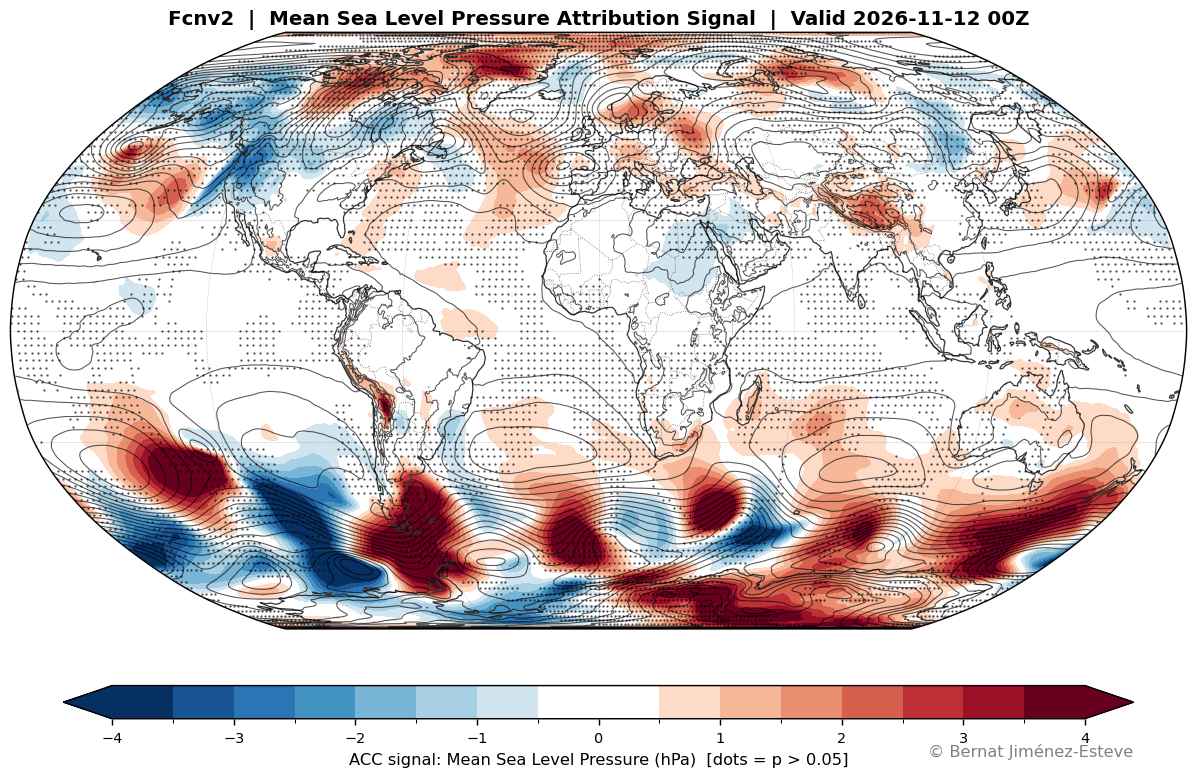 Fcnv2 | Mean Sea Level Pressure Attribution Signal | Valid 2026-11-12 00Z
−4 −3 −2 −1 0 1 2 3 4
ACC signal: Mean Sea Level Pressure (hPa) [dots = p > 0.05]
© Bernat Jiménez-Esteve